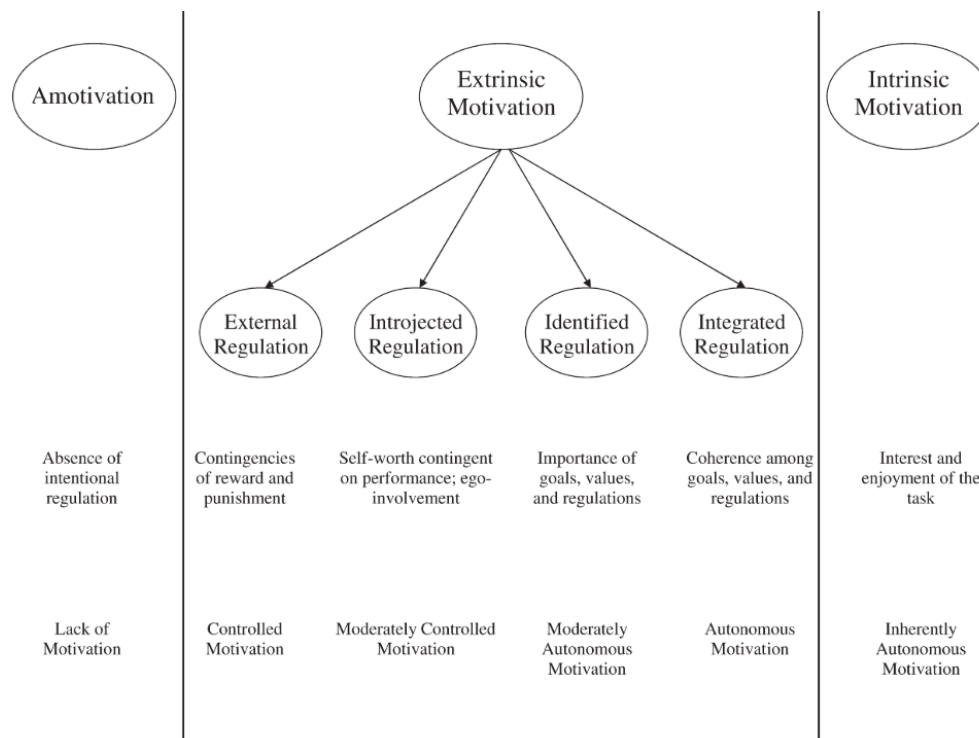 Amotivation
Extrinsic
Motivation
Intrinsic
Motivation
External
Regulation
Introjected
Regulation
Identified
Regulation
Integrated
Regulation
Absence of
intentional
regulation
Contingencies
of reward and
punishment
Self-worth contingent
on performance; ego-
involvement
Importance of
goals, values,
and regulations
Coherence among
goals, values, and
regulations
Interest and
enjoyment of the
task
Lack of
Motivation
Controlled
Motivation
Moderately Controlled
Motivation
Moderately
Autonomous
Motivation
Autonomous
Motivation
Inherently
Autonomous
Motivation